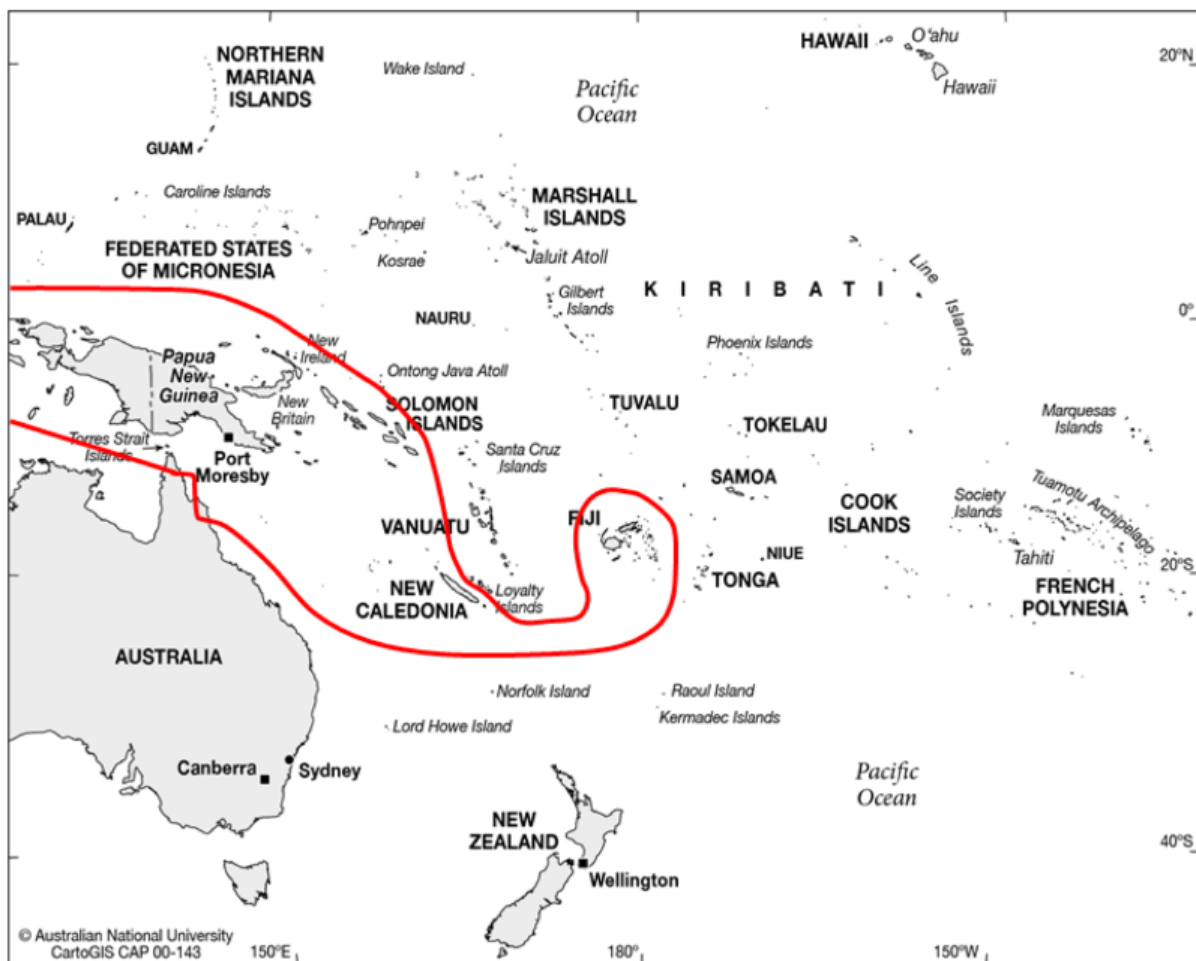 NORTHERN
MARIANA
ISLANDS
Wake Island
Pacific
Ocean
HAWAII
O'ahu
Hawaii
20°N
GUAM
Caroline Islands
PALAU
Pohnpei
MARSHALL
ISLANDS
FEDERATED STATES
OF MICRONESIA
Kosrae
Jaluit Atoll
Gilbert
Islands
KIRIBATI
Line Islands
NAURU
0°
Phoenix Islands
Papua
New
Guinea
New
Ireland
Ontong Java Atoll
New
Britain
SOLOMON
ISLANDS
TUVALU
TOKELAU
Marquesas
Islands
Torres Strait
Islands
Port
Moresby
Santa Cruz
Islands
SAMOA
COOK
ISLANDS
Society
Islands
Tuamotu Archipelago
VANUATU
FIJI
NIUE
Tahiti
TONGA
20°S
NEW
CALEDONIA
Loyalty
Islands
FRENCH
POLYNESIA
AUSTRALIA
Norfolk Island
Raoul Island
Lord Howe Island
Kermadec Islands
Canberra
Sydney
Pacific
Ocean
NEW
ZEALAND
Wellington
40°S
© Australian National University
CartoGIS CAP 00-143
150°E
180°
150°W